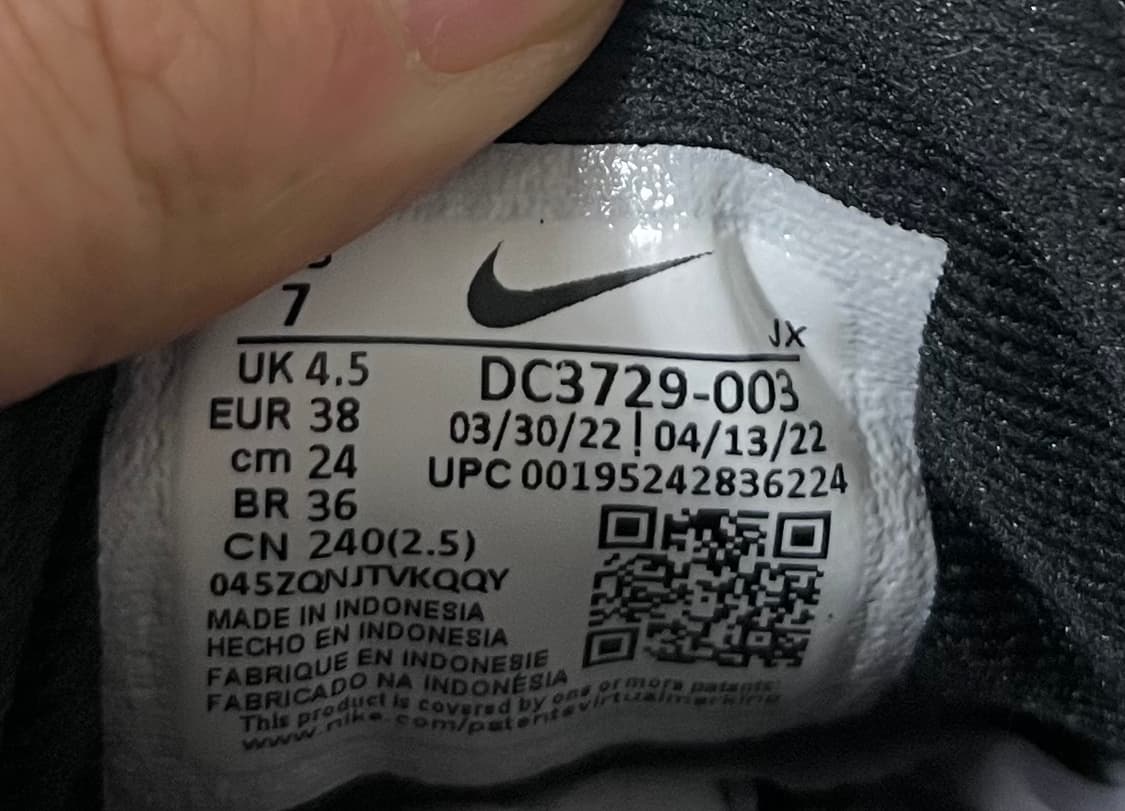 7
JX
UK 4.5
DC3729-003
EUR 38
03/30/22 | 04/13/22
cm 24
UPC 00195242836224
BR 36
CN 240(2.5)
045ZQNJTVKQQY
MADE IN INDONESIA
HECHO EN INDONESIA
FABRIQUE EN INDONESIE
FABRICADO NA INDONÉSIA
This product is covered by one or more patents
www.nike.com/patentsvirtualmarking